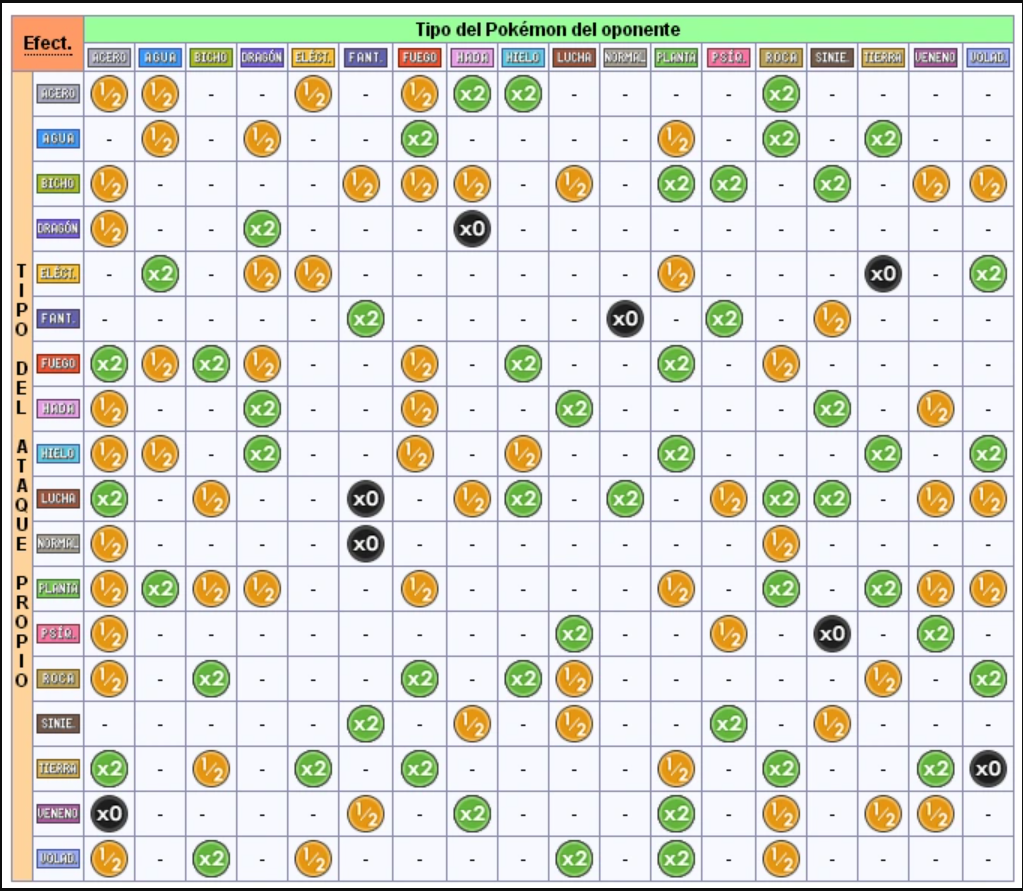 Efect. Tipo del Pokémon del oponente
ACERO AGUA BICHO DRAGÓN ELÉCT. FANT. FUEGO HADA HIELO LUCHA NORMAL PLANTA PSÍQ. ROCA SINIE. TIERRA VENENO VOLAD.
TIPO DEL ATAQUE PROPIO
ACERO 1/2 1/2 - - 1/2 - 1/2 x2 x2 - - - - x2 - - - -
AGUA - 1/2 - 1/2 - - x2 - - - - 1/2 - x2 - x2 - -
BICHO 1/2 - - - - 1/2 1/2 1/2 - 1/2 - x2 x2 - x2 - 1/2 1/2
DRAGÓN 1/2 - - x2 - - - x0 - - - - - - - - - -
ELÉCT. - x2 - 1/2 1/2 - - - - - - 1/2 - - - x0 - x2
FANT. - - - - - x2 - - - - x0 - x2 - 1/2 - - -
FUEGO x2 1/2 x2 1/2 - - 1/2 - x2 - - x2 - 1/2 - - - -
HADA 1/2 - - x2 - - 1/2 - - x2 - - - - x2 - 1/2 -
HIELO 1/2 1/2 - x2 - - 1/2 - 1/2 - - x2 - - - x2 - x2
LUCHA x2 - 1/2 - - x0 - 1/2 x2 - x2 - 1/2 x2 x2 - 1/2 1/2
NORMAL 1/2 - - - - x0 - - - - - - - 1/2 - - - -
PLANTA 1/2 x2 1/2 1/2 - - 1/2 - - - - 1/2 - x2 - x2 1/2 1/2
PSÍQ. 1/2 - - - - - - - - x2 - - 1/2 - x0 - x2 -
ROCA 1/2 - x2 - - - x2 - x2 1/2 - - - - - 1/2 - x2
SINIE. - - - - - x2 - 1/2 - 1/2 - - x2 - 1/2 - - -
TIERRA x2 - 1/2 - x2 - x2 - - - - 1/2 - x2 - - x2 x0
VENENO x0 - - - - 1/2 - x2 - - - x2 - 1/2 - 1/2 1/2 -
VOLAD. 1/2 - x2 - 1/2 - - - - x2 - x2 - 1/2 - - - -